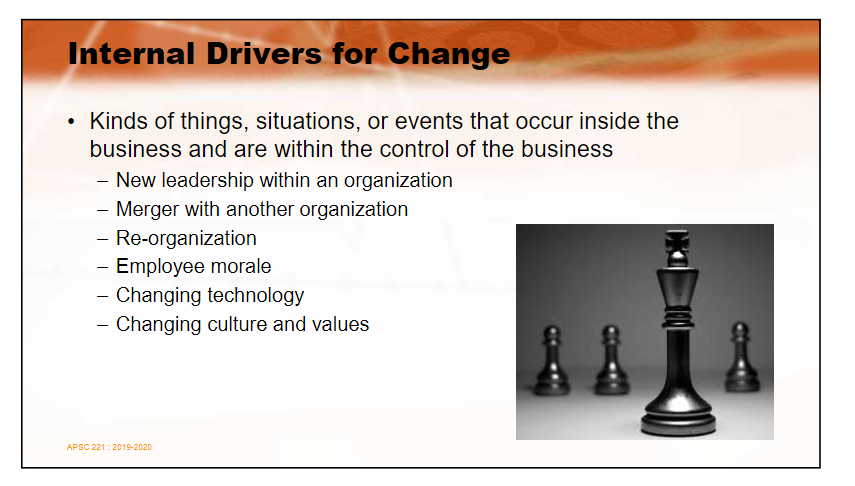 Internal Drivers for Change
• Kinds of things, situations, or events that occur inside the
business and are within the control of the business
– New leadership within an organization
– Merger with another organization
– Re-organization
– Employee morale
– Changing technology
– Changing culture and values
APSC 221 : 2019-2020